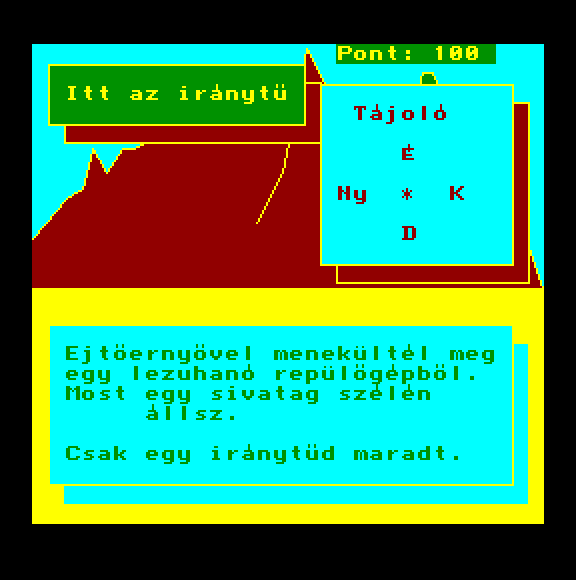 Pont: 100
Itt az iránytü
Tájoló
É
Ny * K
D
Ejtöernyövel menekültél meg
egy lezuhanó repülögépböl.
Most egy sivatag szélén
állsz.
Csak egy iránytüd maradt.